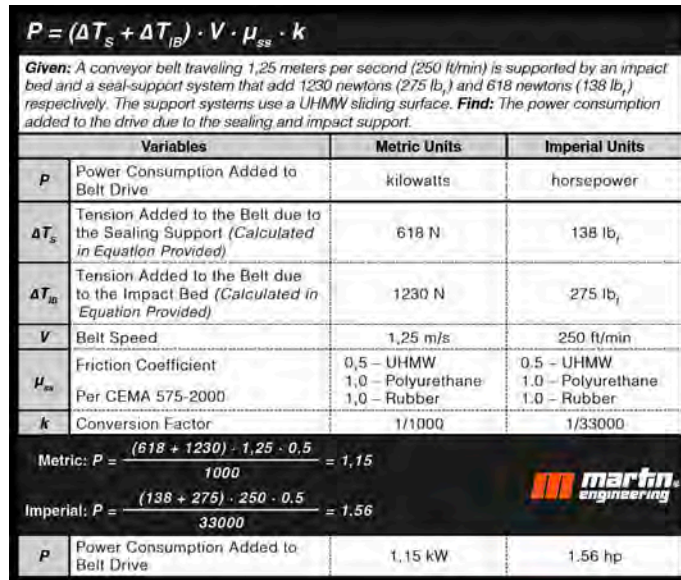 P = (ΔT_S + ΔT_IB) · V · μ_ss · k
Given: A conveyor belt traveling 1,25 meters per second (250 ft/min) is supported by an impact
bed and a seal-support system that add 1230 newtons (275 lb_f) and 618 newtons (138 lb_f)
respectively. The support systems use a UHMW sliding surface. Find: The power consumption
added to the drive due to the sealing and impact support.
Variables Metric Units Imperial Units
P Power Consumption Added to
Belt Drive kilowatts horsepower
ΔT_S Tension Added to the Belt due to
the Sealing Support (Calculated
in Equation Provided) 618 N 138 lb_f
ΔT_IB Tension Added to the Belt due
to the Impact Bed (Calculated in
Equation Provided) 1230 N 275 lb_f
V Belt Speed 1,25 m/s 250 ft/min
μ_ss Friction Coefficient
Per CEMA 575-2000
0,5 – UHMW 0.5 – UHMW
1,0 – Polyurethane 1.0 – Polyurethane
1,0 – Rubber 1.0 – Rubber
k Conversion Factor 1/1000 1/33000
Metric: P = (618 + 1230) · 1,25 · 0,5 / 1000 = 1,15
Imperial: P = (138 + 275) · 250 · 0.5 / 33000 = 1.56
martin®
engineering
P Power Consumption Added to
Belt Drive 1,15 kW 1.56 hp